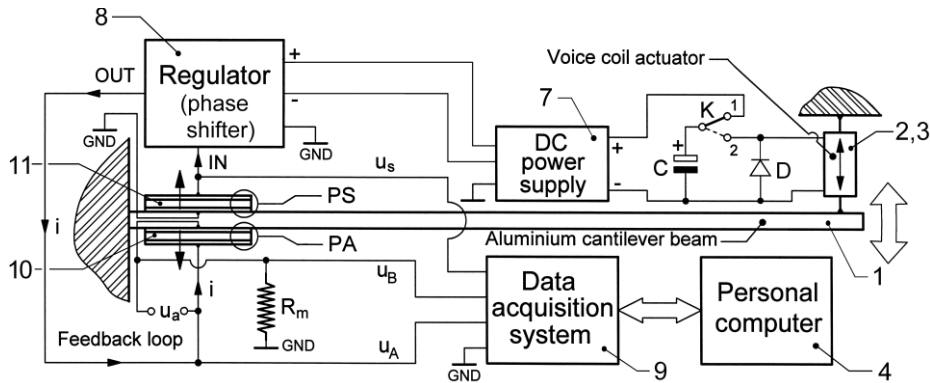 8
OUT
Regulator
(phase
shifter)
+
-
GND
GND
IN
11
PS
PA
10
i
i
u_a
Feedback loop
R_m
GND
u_s
u_B
u_A
7
DC
power
supply
+
-
Voice coil actuator
K
1
2
+
C
D
2,3
Aluminium cantilever beam
1
Data
acquisition
system
GND
9
Personal
computer
4